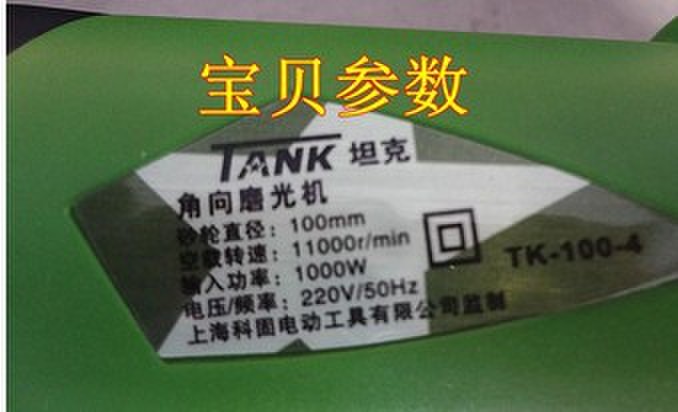 宝贝参数
TANK 坦克
角向磨光机
砂轮直径：100mm
空载转速：11000r/min
输入功率：1000W
电压/频率：220V/50Hz
上海科固电动工具有限公司监制
TK-100-4